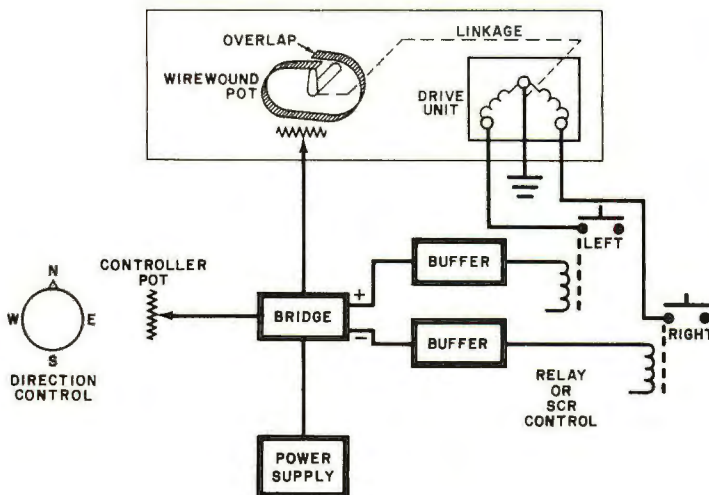 OVERLAP
LINKAGE
WIREWOUND
POT
DRIVE
UNIT
LEFT
CONTROLLER
POT
BUFFER
N
W
E
S
+
BRIDGE
−
BUFFER
RIGHT
DIRECTION
CONTROL
RELAY
OR
SCR
CONTROL
POWER
SUPPLY